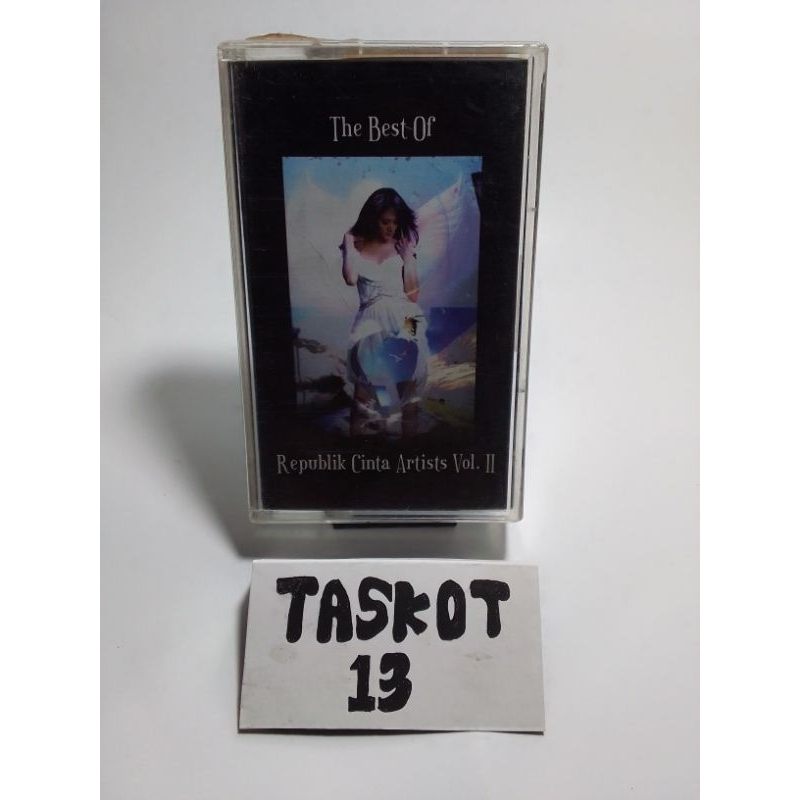 The Best Of
Republik Cinta Artists Vol. II
TASKOT
13